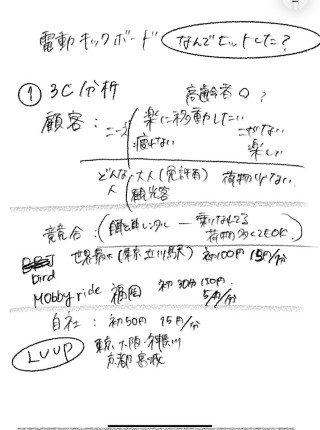 電動キックボード なんでヒットした?
① 3C分析 高齢者の ?
顧客: ニーズ 楽に移動したい こがない
疲れない 楽しい
どんな人 大人(免許有) 荷物少ない
観光客
競合:( レンタル ー 乗りなれてる
荷物多くてもOK )
Bird 世界最大(東京立川 ) 初100円 15円/分
Mobby ride 福岡 初30分150円
5円/分
自社: 初50円 15円/分
LUUP 東京 大阪 神奈川
京都 宮城